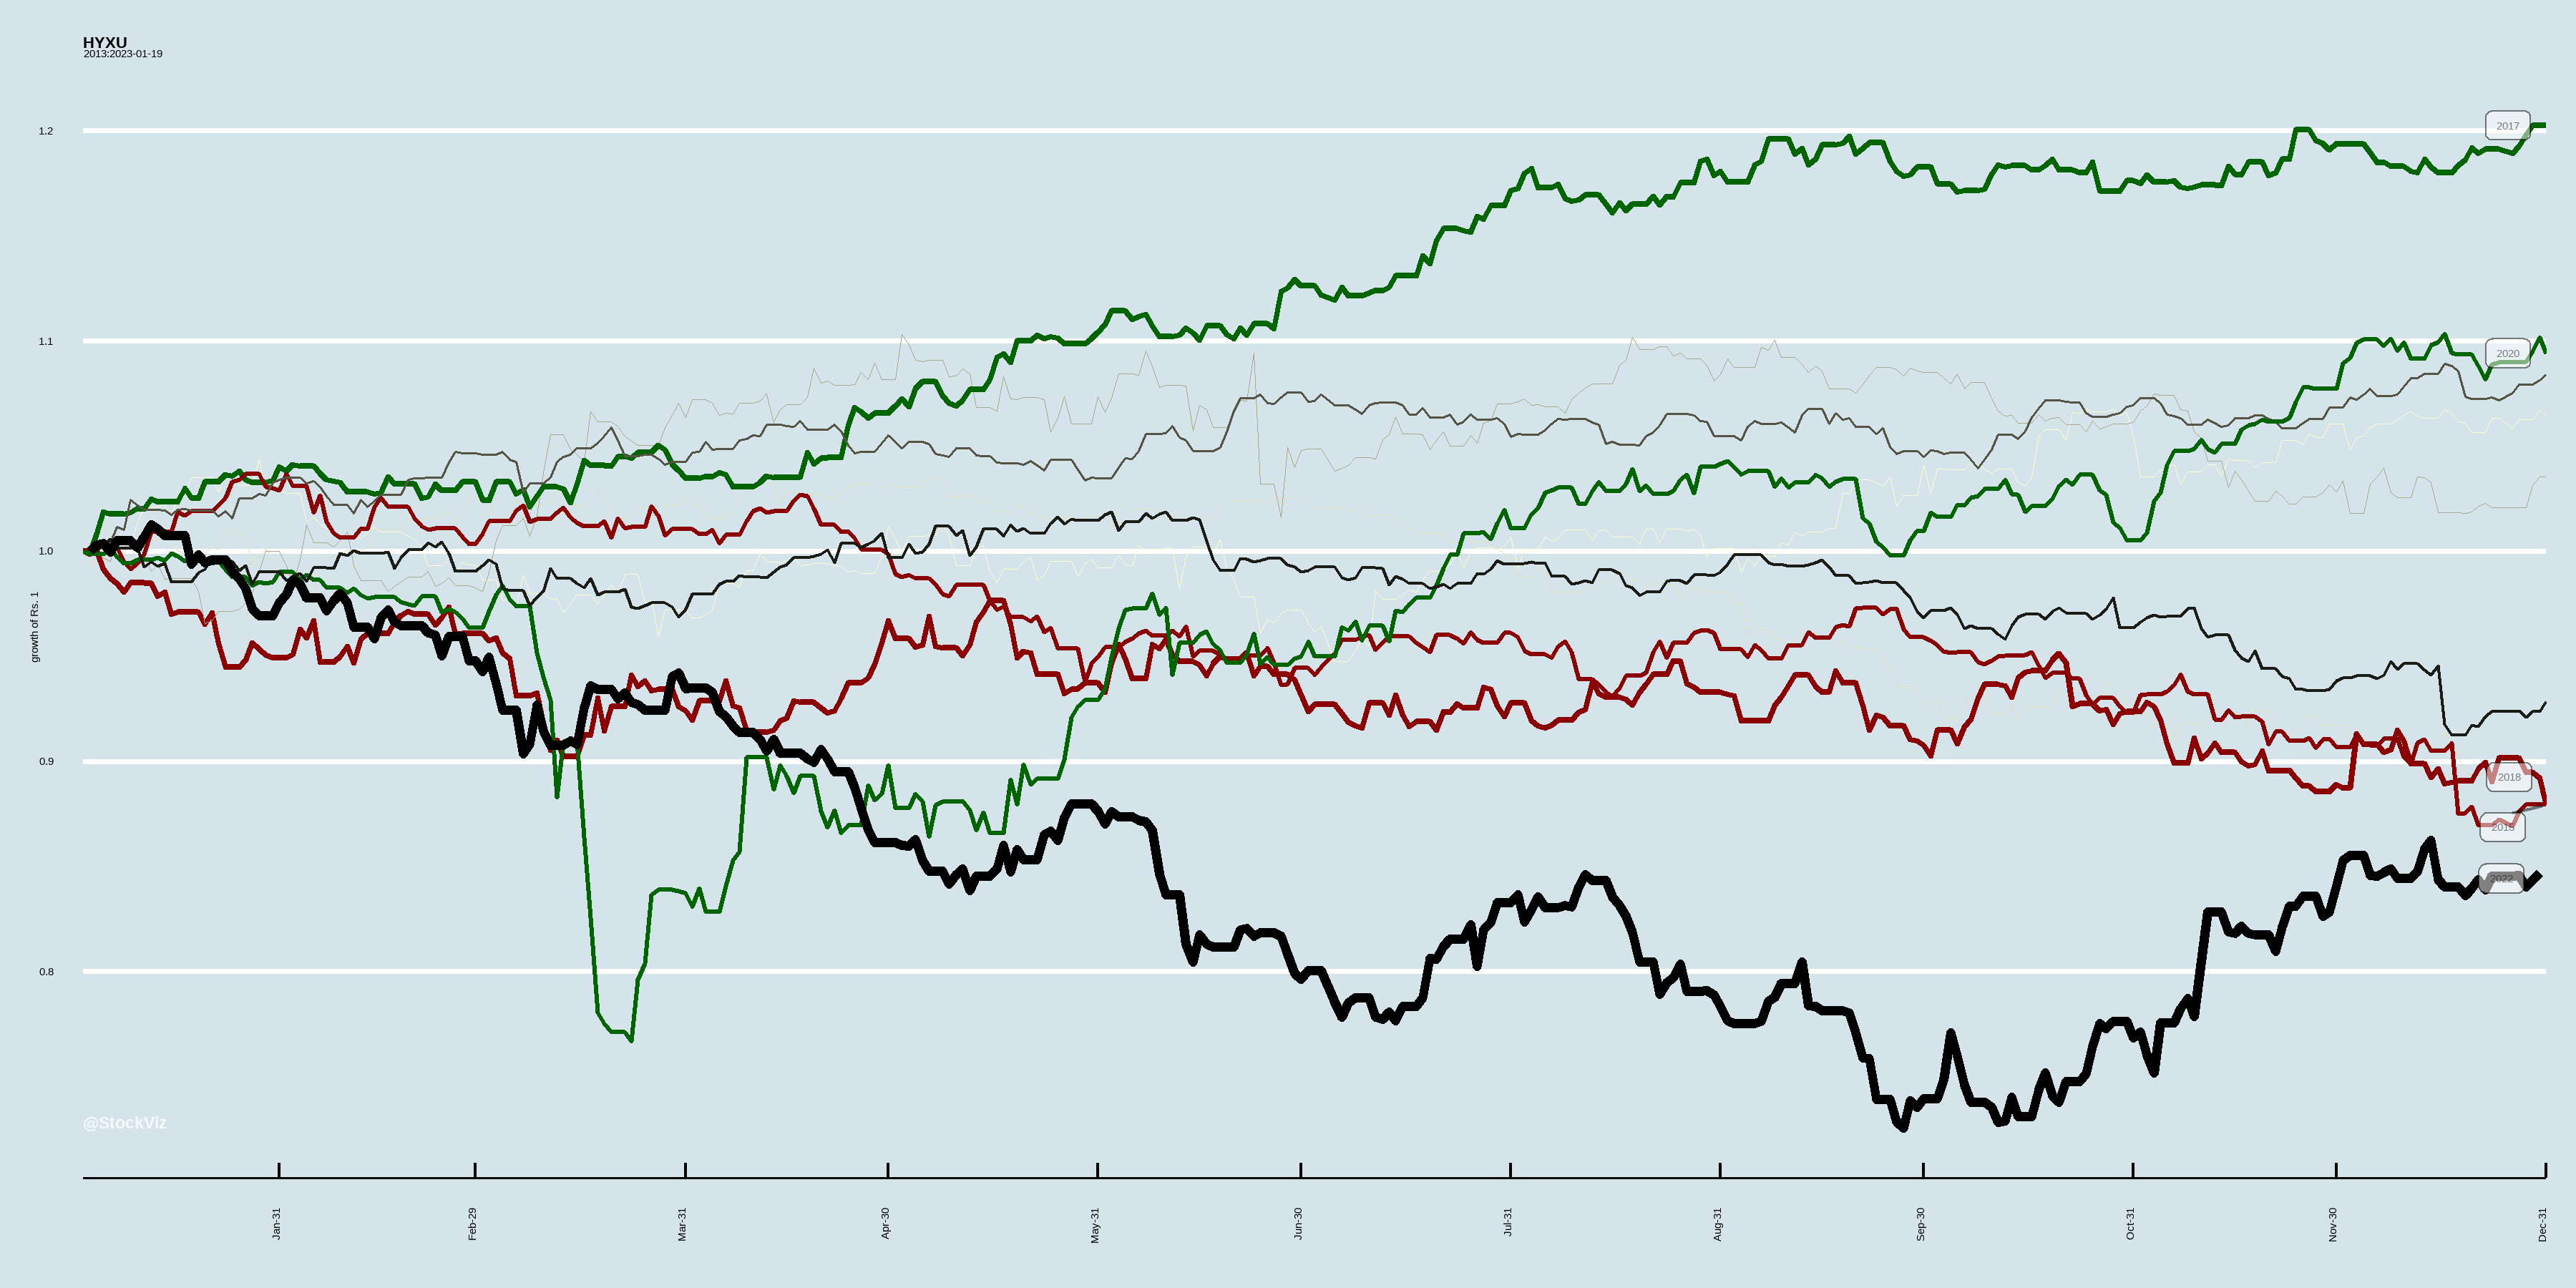 HYXU
2013:2023-01-19
1.2
1.1
1.0
0.9
0.8
growth of Rs. 1
2017
2020
2018
2015
2022
@StockViz
Jan-31
Feb-29
Mar-31
Apr-30
May-31
Jun-30
Jul-31
Aug-31
Sep-30
Oct-31
Nov-30
Dec-31